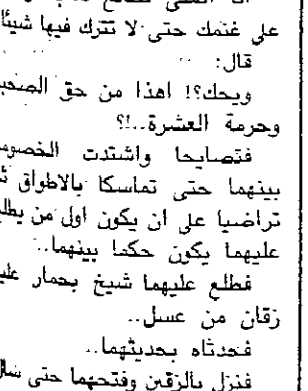 على غنمك حتى لا تترك فيها شيئا
قال:
ويحك؟! اهذا من حق الصحبة
وحرمة العشرة..!؟
فتصايحا واشتدت الخصومة
بينهما حتى تماسكا بالاطواق ثم
تراضيا على ان يكون اول من يطلع
عليهما يكون حكما بينهما..
فطلع عليهما شيخ بحمار عليه
زقان من عسل..
فحدثاه بحديثهما..
فنزل بالزقين وفتحهما حتى سال